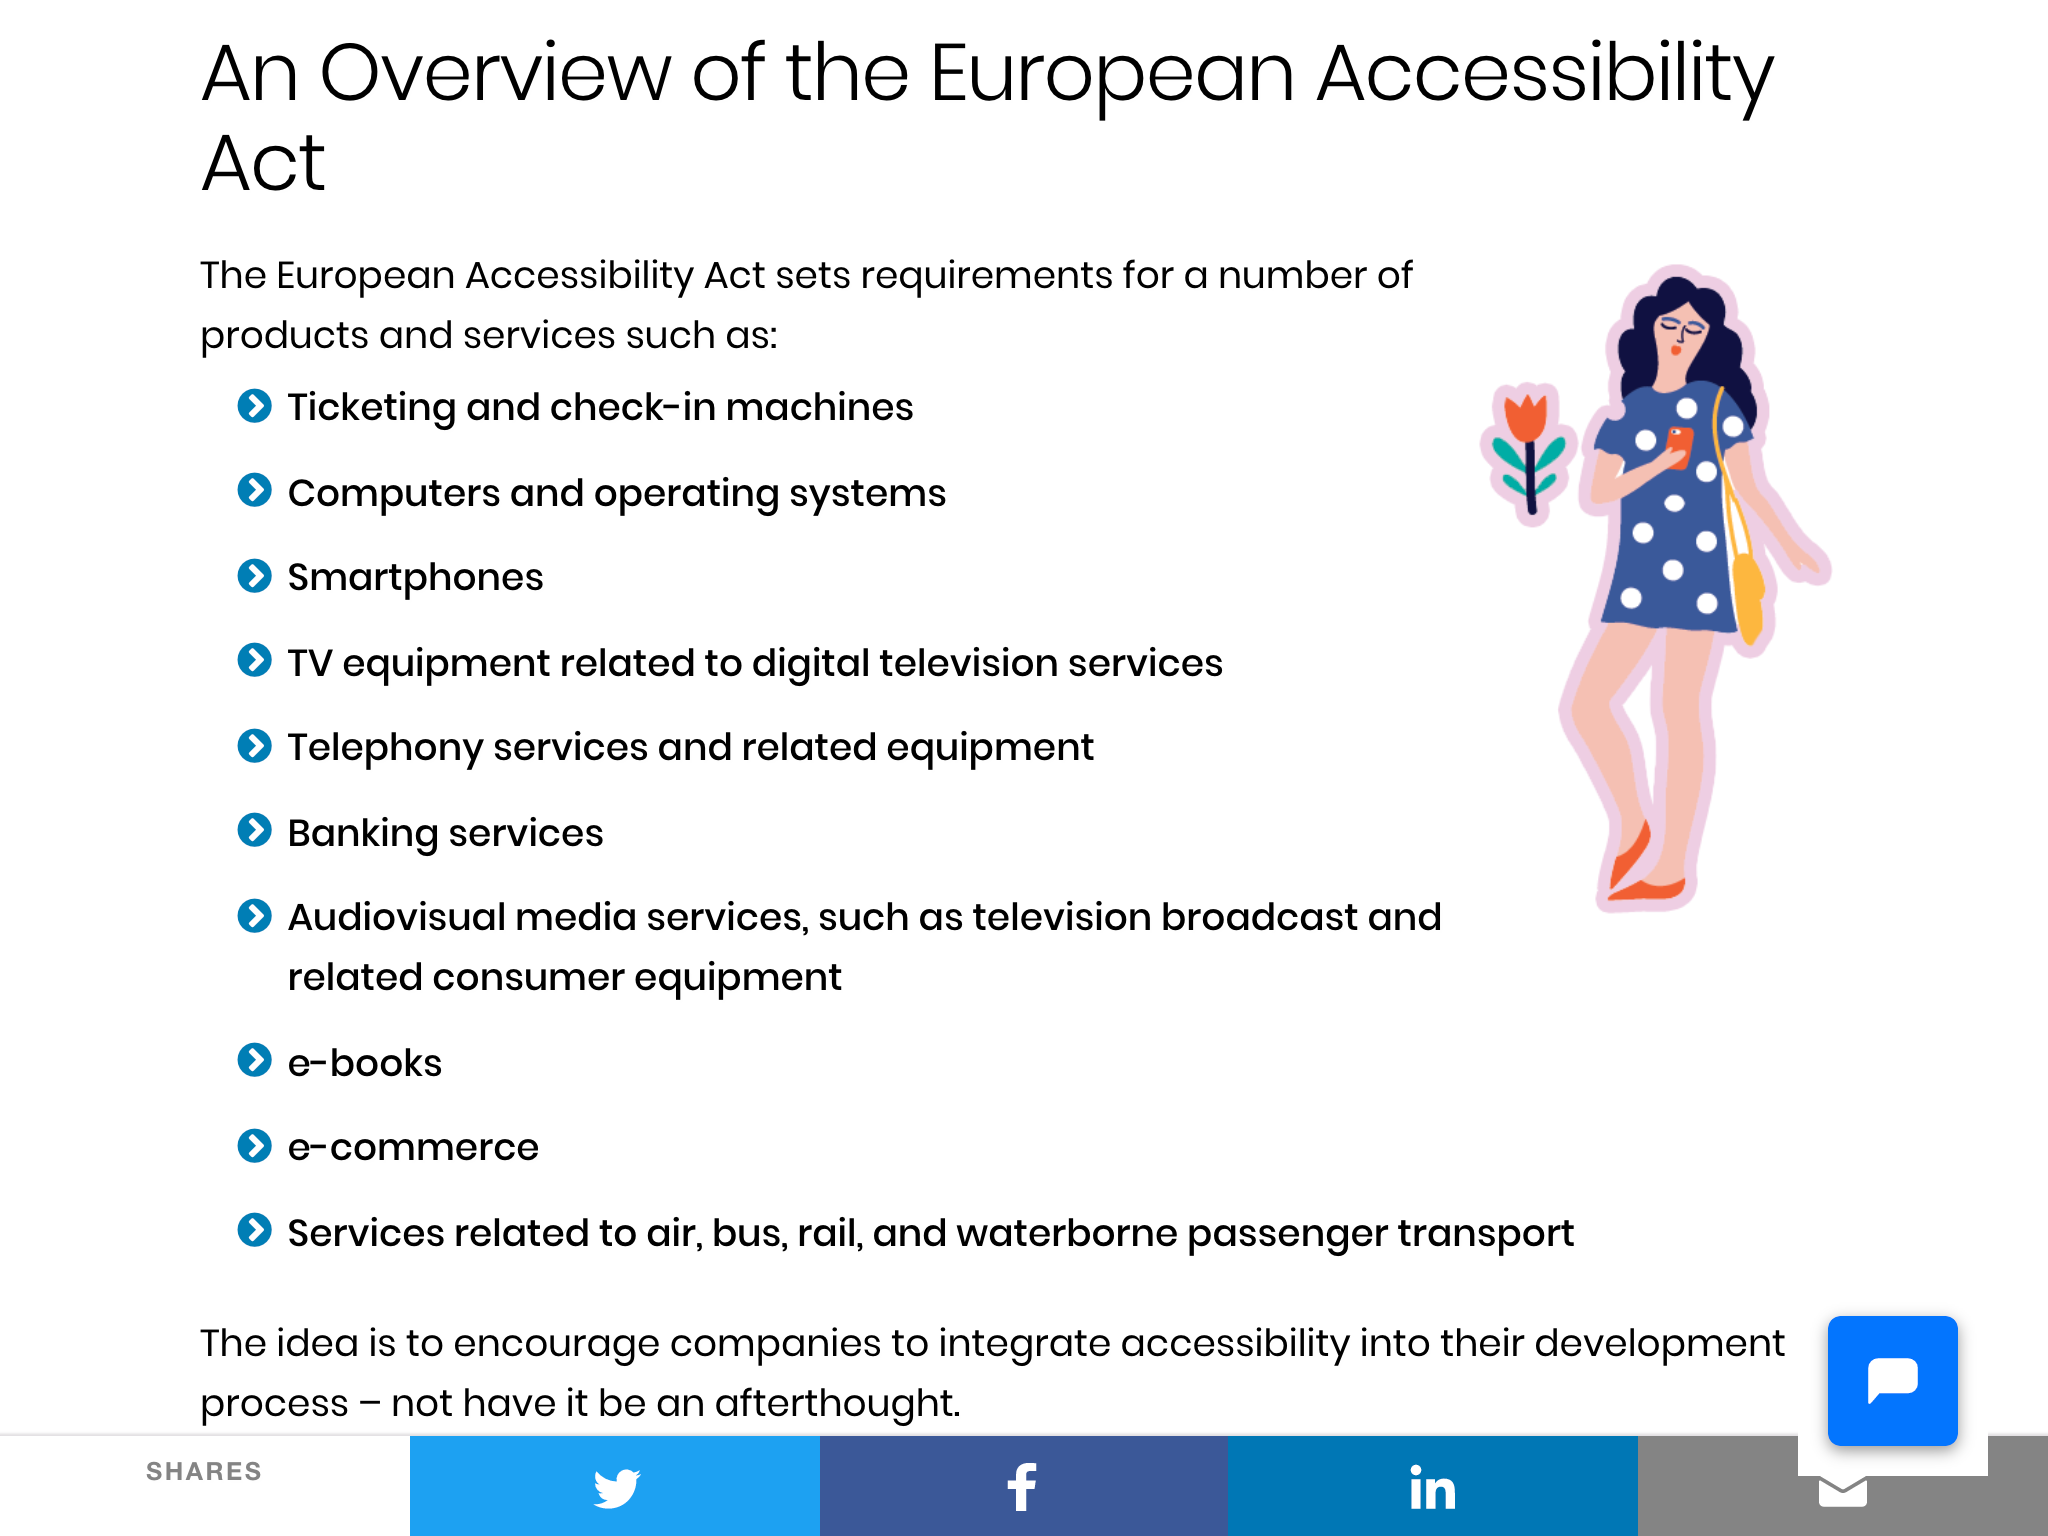 An Overview of the European Accessibility
Act
The European Accessibility Act sets requirements for a number of
products and services such as:
Ticketing and check-in machines
Computers and operating systems
Smartphones
TV equipment related to digital television services
Telephony services and related equipment
Banking services
Audiovisual media services, such as television broadcast and
related consumer equipment
e-books
e-commerce
Services related to air, bus, rail, and waterborne passenger transport
The idea is to encourage companies to integrate accessibility into their development
process – not have it be an afterthought.
SHARES